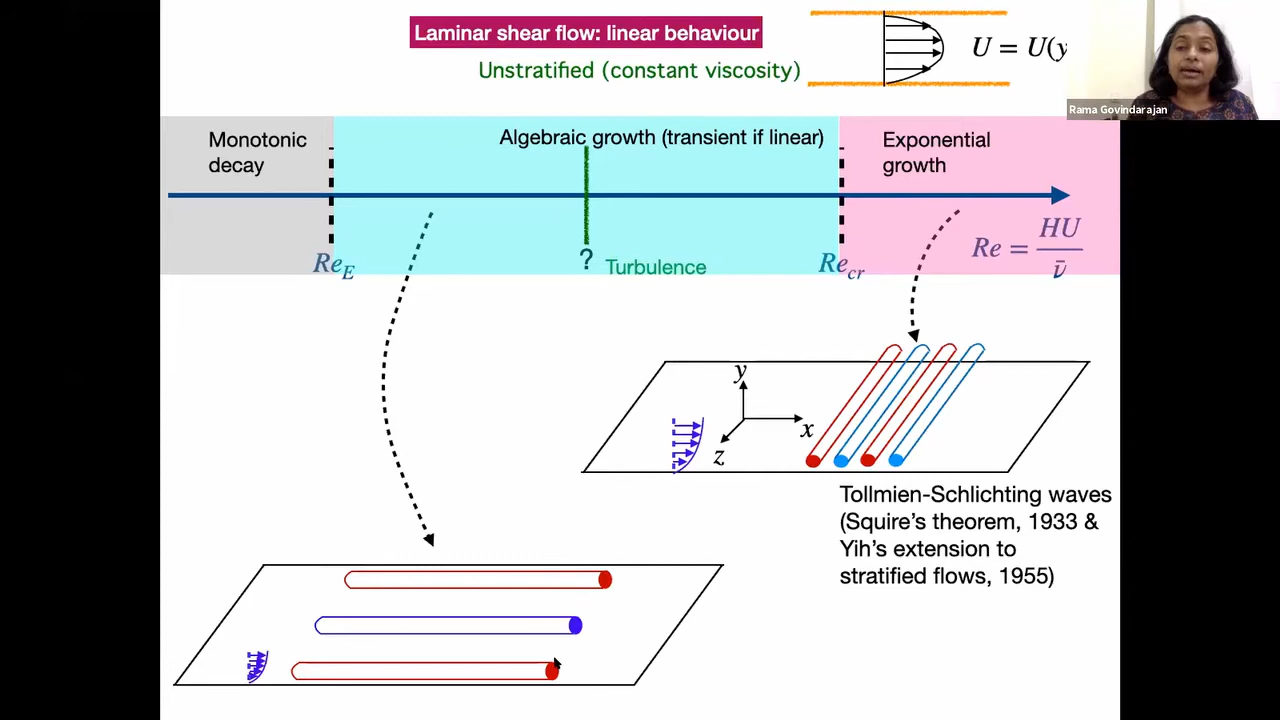 Laminar shear flow: linear behaviour
Unstratified (constant viscosity)
U = U(y
Rama Govindarajan
Monotonic
decay
Algebraic growth (transient if linear)
Exponential
growth
Re_E
?
Turbulence
Re_cr
Re = HU / ν̄
y
x
z
Tollmien-Schlichting waves
(Squire's theorem, 1933 &
Yih's extension to
stratified flows, 1955)